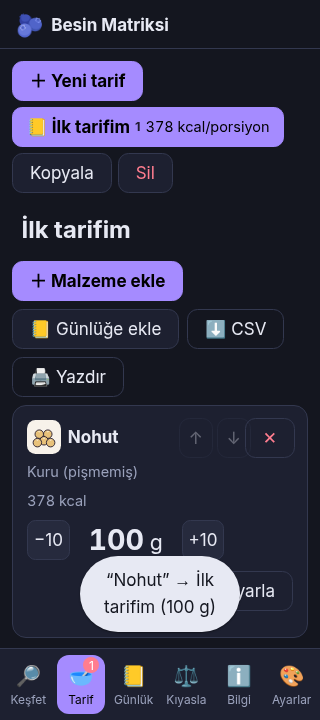 Besin Matriksi
+ Yeni tarif
İlk tarifim 1 378 kcal/porsiyon
Kopyala
Sil
İlk tarifim
+ Malzeme ekle
Günlüğe ekle
CSV
Yazdır
Nohut
↑
↓
✕
Kuru (pişmemiş)
378 kcal
−10
100 g
+10
“Nohut” → İlk
tarifim (100 g)
1
Keşfet
Tarif
Günlük
Kıyasla
Bilgi
Ayarlar